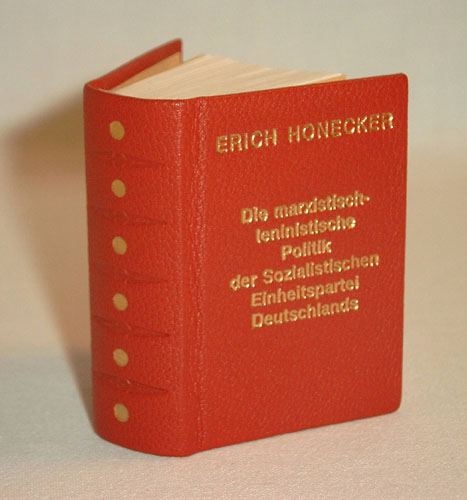 ERICH HONECKER
Die marxistisch-
leninistische
Politik
der Sozialistischen
Einheitspartei
Deutschlands